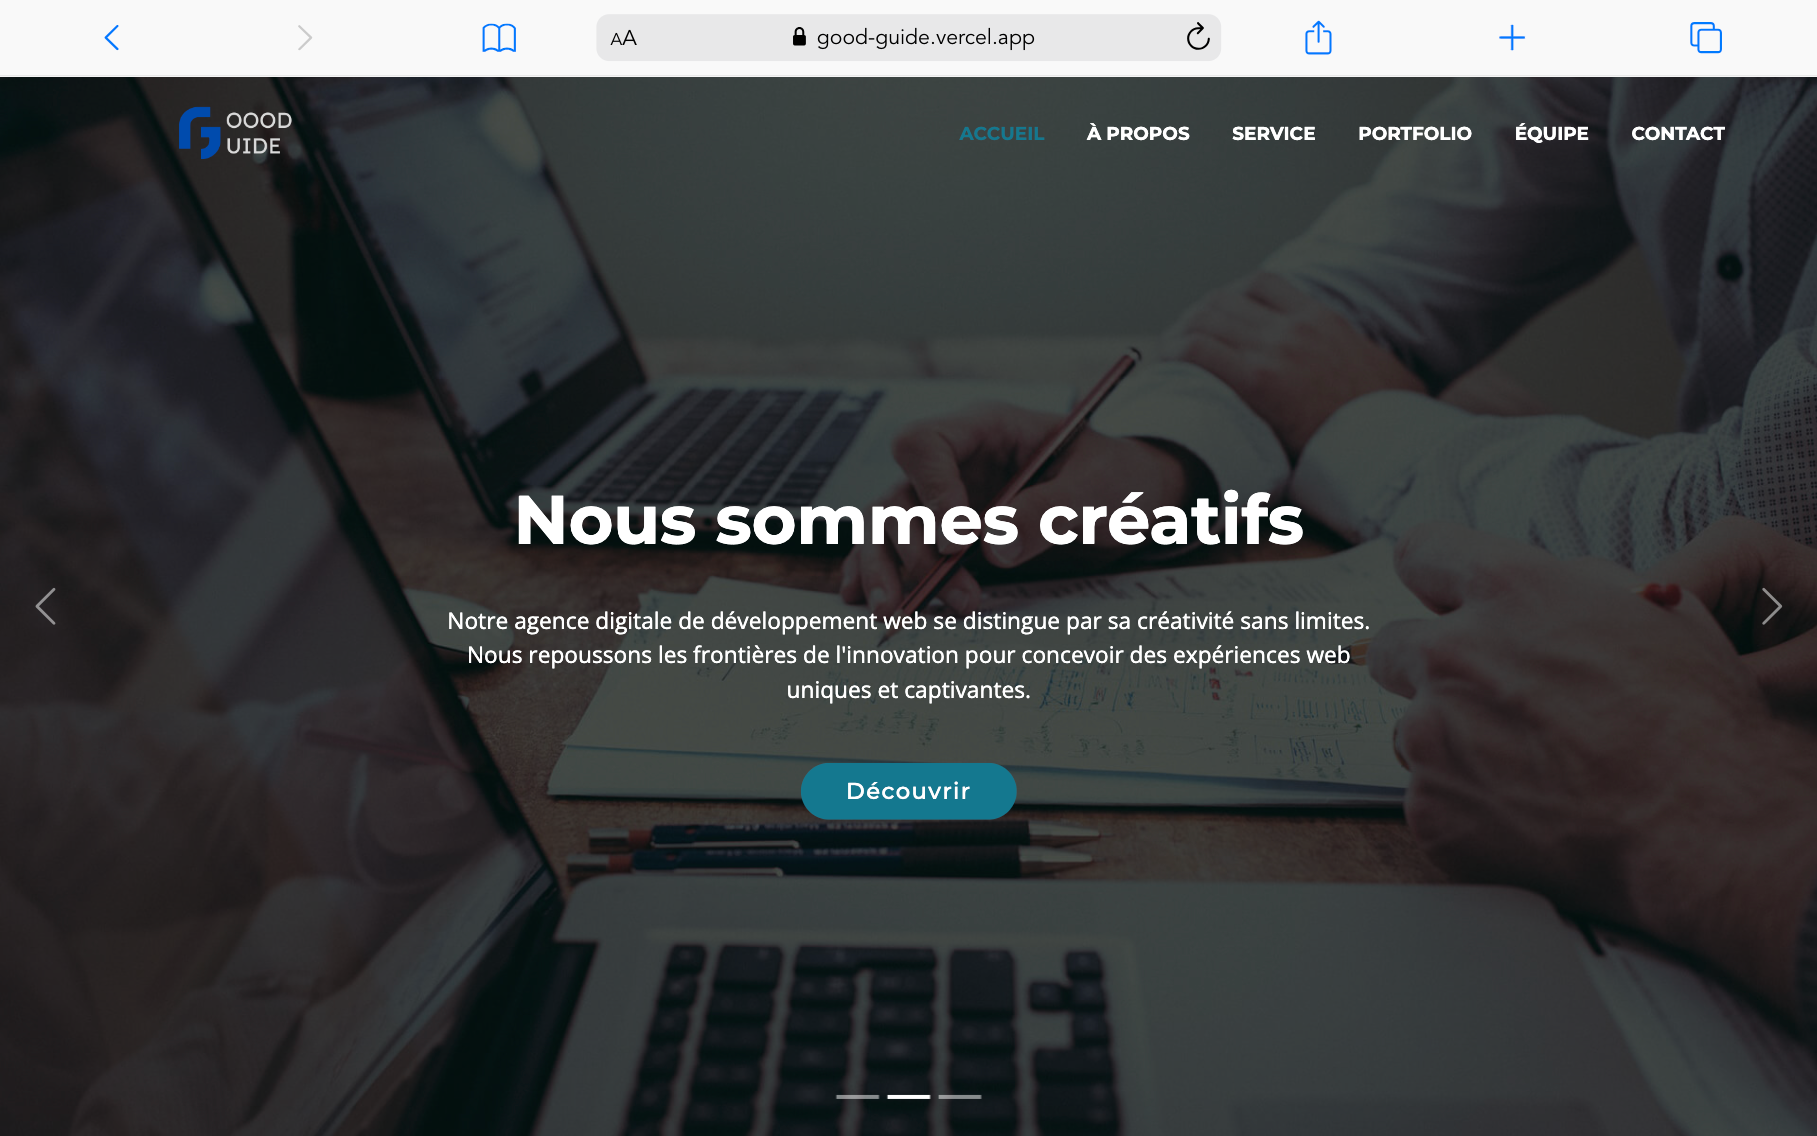 AA
good-guide.vercel.app
OOOD
UIDE
ACCUEIL
À PROPOS
SERVICE
PORTFOLIO
ÉQUIPE
CONTACT
Nous sommes créatifs
Notre agence digitale de développement web se distingue par sa créativité sans limites.
Nous repoussons les frontières de l'innovation pour concevoir des expériences web
uniques et captivantes.
Découvrir